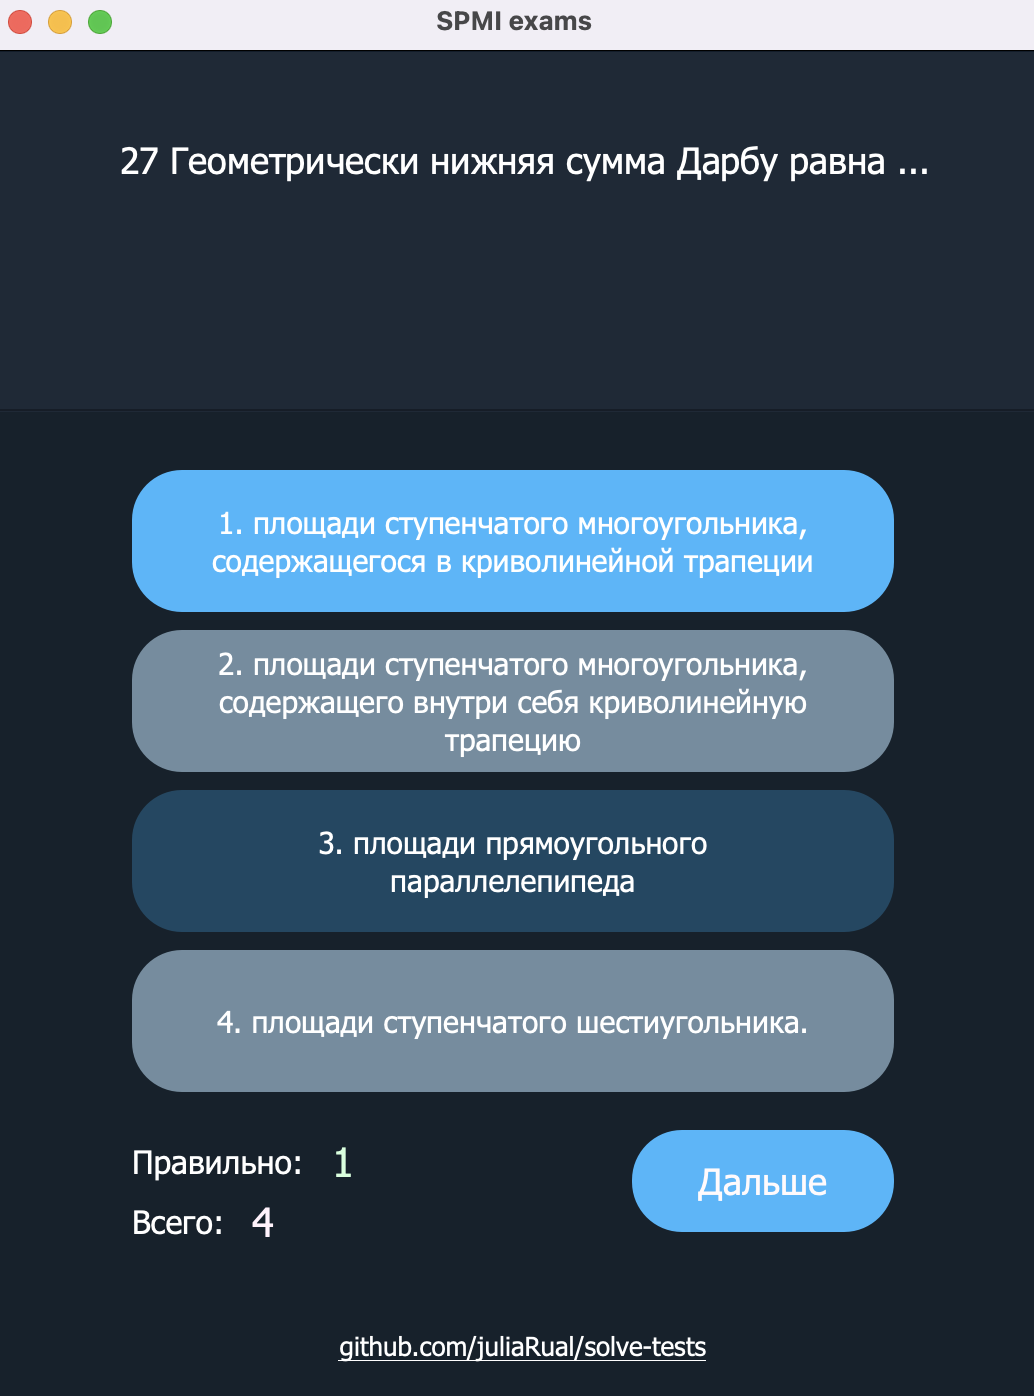 SPMI exams
27 Геометрически нижняя сумма Дарбу равна ...
1. площади ступенчатого многоугольника,
содержащегося в криволинейной трапеции
2. площади ступенчатого многоугольника,
содержащего внутри себя криволинейную
трапецию
3. площади прямоугольного
параллелепипеда
4. площади ступенчатого шестиугольника.
Правильно: 1
Дальше
Всего: 4
github.com/juliaRual/solve-tests